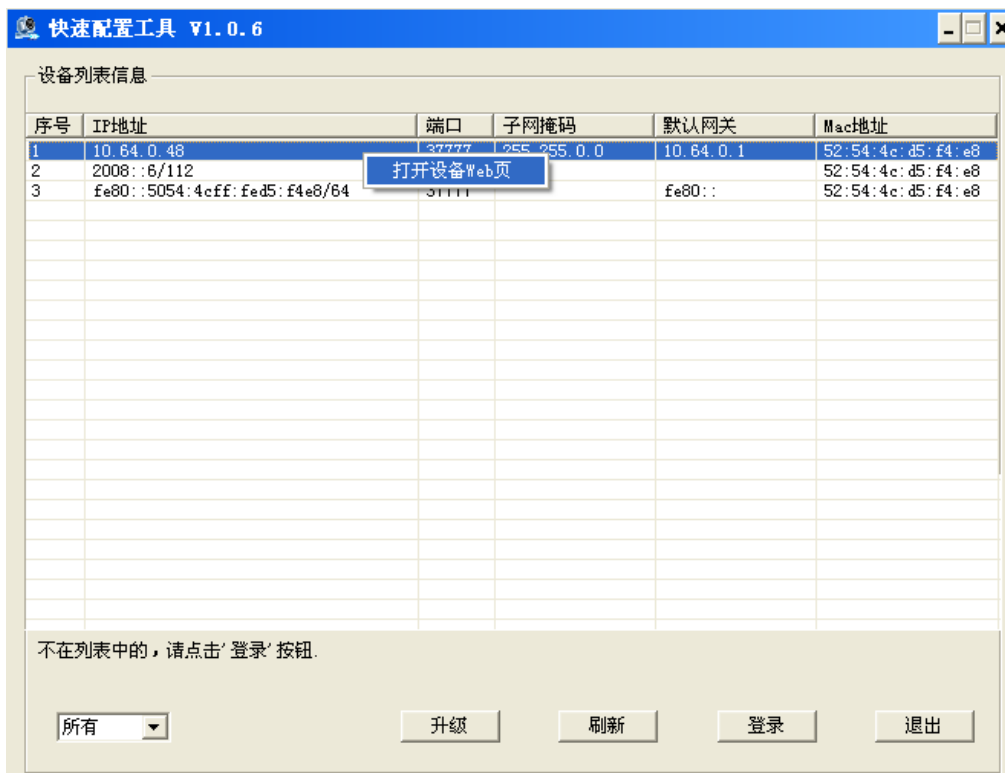 快速配置工具 V1.0.6
设备列表信息
序号 IP地址 端口 子网掩码 默认网关 Mac地址
1 10.64.0.48 37777 255.255.0.0 10.64.0.1 52:54:4c:d5:f4:e8
打开设备Web页
2 2008::6/112 52:54:4c:d5:f4:e8
3 fe80::5054:4cff:fed5:f4e8/64 37777 fe80:: 52:54:4c:d5:f4:e8
不在列表中的，请点击'登录'按钮.
所有 升级 刷新 登录 退出